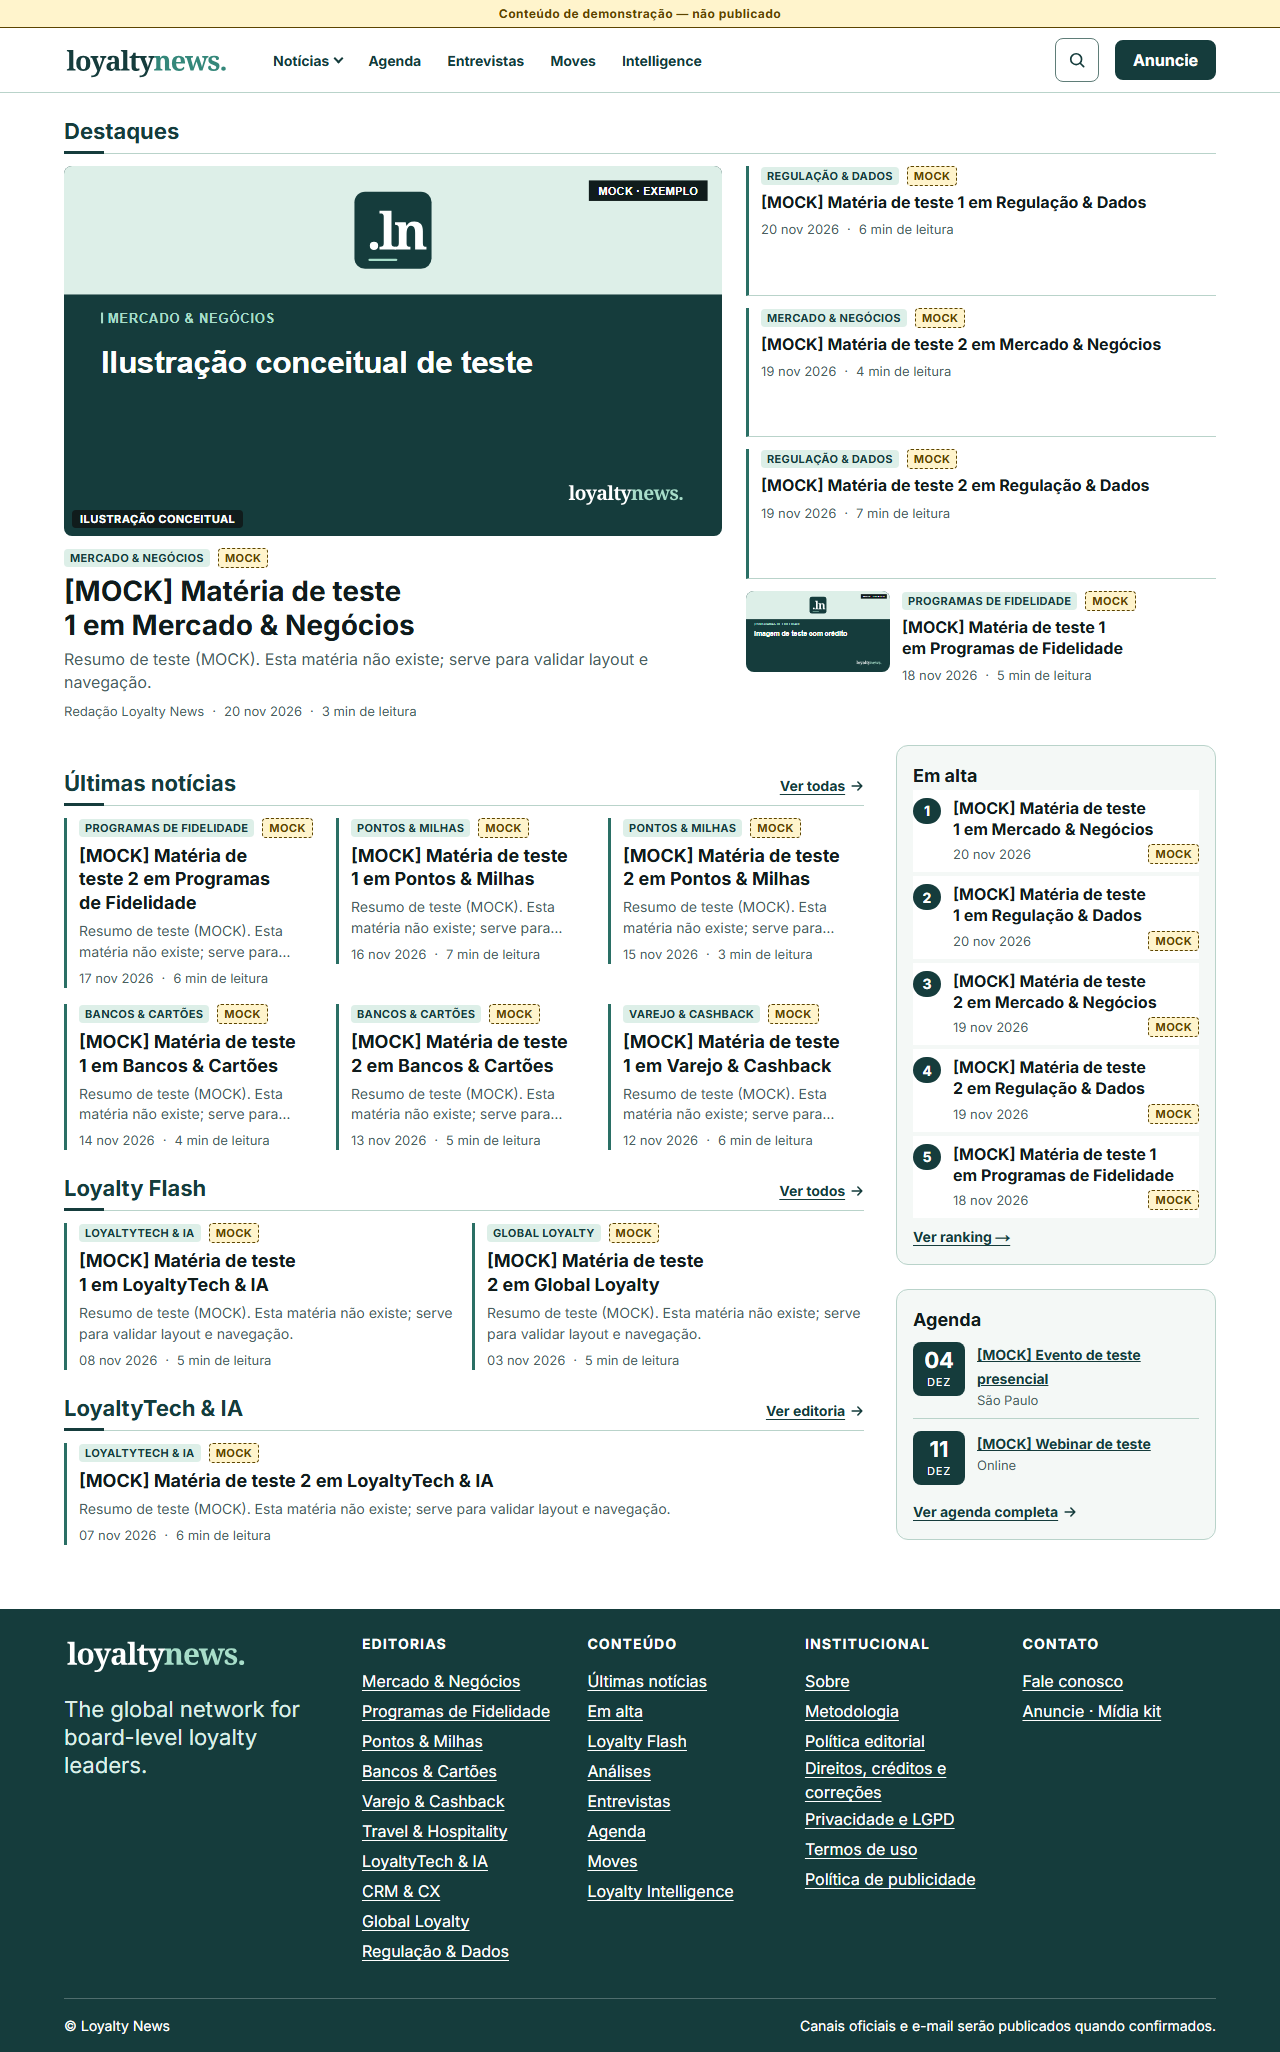 Conteúdo de demonstração — não publicado
loyaltynews.
Notícias
Agenda
Entrevistas
Moves
Intelligence
Anuncie
Destaques
MOCK · EXEMPLO
.ln
MERCADO & NEGÓCIOS
Ilustração conceitual de teste
loyaltynews.
ILUSTRAÇÃO CONCEITUAL
MERCADO & NEGÓCIOS MOCK
[MOCK] Matéria de teste
1 em Mercado & Negócios
Resumo de teste (MOCK). Esta matéria não existe; serve para validar layout e
navegação.
Redação Loyalty News · 20 nov 2026 · 3 min de leitura
REGULAÇÃO & DADOS MOCK
[MOCK] Matéria de teste 1 em Regulação & Dados
20 nov 2026 · 6 min de leitura
MERCADO & NEGÓCIOS MOCK
[MOCK] Matéria de teste 2 em Mercado & Negócios
19 nov 2026 · 4 min de leitura
REGULAÇÃO & DADOS MOCK
[MOCK] Matéria de teste 2 em Regulação & Dados
19 nov 2026 · 7 min de leitura
.ln
Imagem de teste com crédito
loyaltynews.
PROGRAMAS DE FIDELIDADE MOCK
[MOCK] Matéria de teste 1
em Programas de Fidelidade
18 nov 2026 · 5 min de leitura
Últimas notícias
Ver todas →
PROGRAMAS DE FIDELIDADE MOCK
[MOCK] Matéria de
teste 2 em Programas
de Fidelidade
Resumo de teste (MOCK). Esta
matéria não existe; serve para...
17 nov 2026 · 6 min de leitura
PONTOS & MILHAS MOCK
[MOCK] Matéria de teste
1 em Pontos & Milhas
Resumo de teste (MOCK). Esta
matéria não existe; serve para...
16 nov 2026 · 7 min de leitura
PONTOS & MILHAS MOCK
[MOCK] Matéria de teste
2 em Pontos & Milhas
Resumo de teste (MOCK). Esta
matéria não existe; serve para...
15 nov 2026 · 3 min de leitura
BANCOS & CARTÕES MOCK
[MOCK] Matéria de teste
1 em Bancos & Cartões
Resumo de teste (MOCK). Esta
matéria não existe; serve para...
14 nov 2026 · 4 min de leitura
BANCOS & CARTÕES MOCK
[MOCK] Matéria de teste
2 em Bancos & Cartões
Resumo de teste (MOCK). Esta
matéria não existe; serve para...
13 nov 2026 · 5 min de leitura
VAREJO & CASHBACK MOCK
[MOCK] Matéria de teste
1 em Varejo & Cashback
Resumo de teste (MOCK). Esta
matéria não existe; serve para...
12 nov 2026 · 6 min de leitura
Loyalty Flash
Ver todos →
LOYALTYTECH & IA MOCK
[MOCK] Matéria de teste
1 em LoyaltyTech & IA
Resumo de teste (MOCK). Esta matéria não existe; serve
para validar layout e navegação.
08 nov 2026 · 5 min de leitura
GLOBAL LOYALTY MOCK
[MOCK] Matéria de teste
2 em Global Loyalty
Resumo de teste (MOCK). Esta matéria não existe; serve
para validar layout e navegação.
03 nov 2026 · 5 min de leitura
LoyaltyTech & IA
Ver editoria →
LOYALTYTECH & IA MOCK
[MOCK] Matéria de teste 2 em LoyaltyTech & IA
Resumo de teste (MOCK). Esta matéria não existe; serve para validar layout e navegação.
07 nov 2026 · 6 min de leitura
Em alta
1
[MOCK] Matéria de teste
1 em Mercado & Negócios
20 nov 2026 MOCK
2
[MOCK] Matéria de teste
1 em Regulação & Dados
20 nov 2026 MOCK
3
[MOCK] Matéria de teste
2 em Mercado & Negócios
19 nov 2026 MOCK
4
[MOCK] Matéria de teste
2 em Regulação & Dados
19 nov 2026 MOCK
5
[MOCK] Matéria de teste 1
em Programas de Fidelidade
18 nov 2026 MOCK
Ver ranking →
Agenda
04
DEZ
[MOCK] Evento de teste
presencial
São Paulo
11
DEZ
[MOCK] Webinar de teste
Online
Ver agenda completa →
loyaltynews.
The global network for
board-level loyalty
leaders.
EDITORIAS
Mercado & Negócios
Programas de Fidelidade
Pontos & Milhas
Bancos & Cartões
Varejo & Cashback
Travel & Hospitality
LoyaltyTech & IA
CRM & CX
Global Loyalty
Regulação & Dados
CONTEÚDO
Últimas notícias
Em alta
Loyalty Flash
Análises
Entrevistas
Agenda
Moves
Loyalty Intelligence
INSTITUCIONAL
Sobre
Metodologia
Política editorial
Direitos, créditos e
correções
Privacidade e LGPD
Termos de uso
Política de publicidade
CONTATO
Fale conosco
Anuncie · Mídia kit
© Loyalty News
Canais oficiais e e-mail serão publicados quando confirmados.